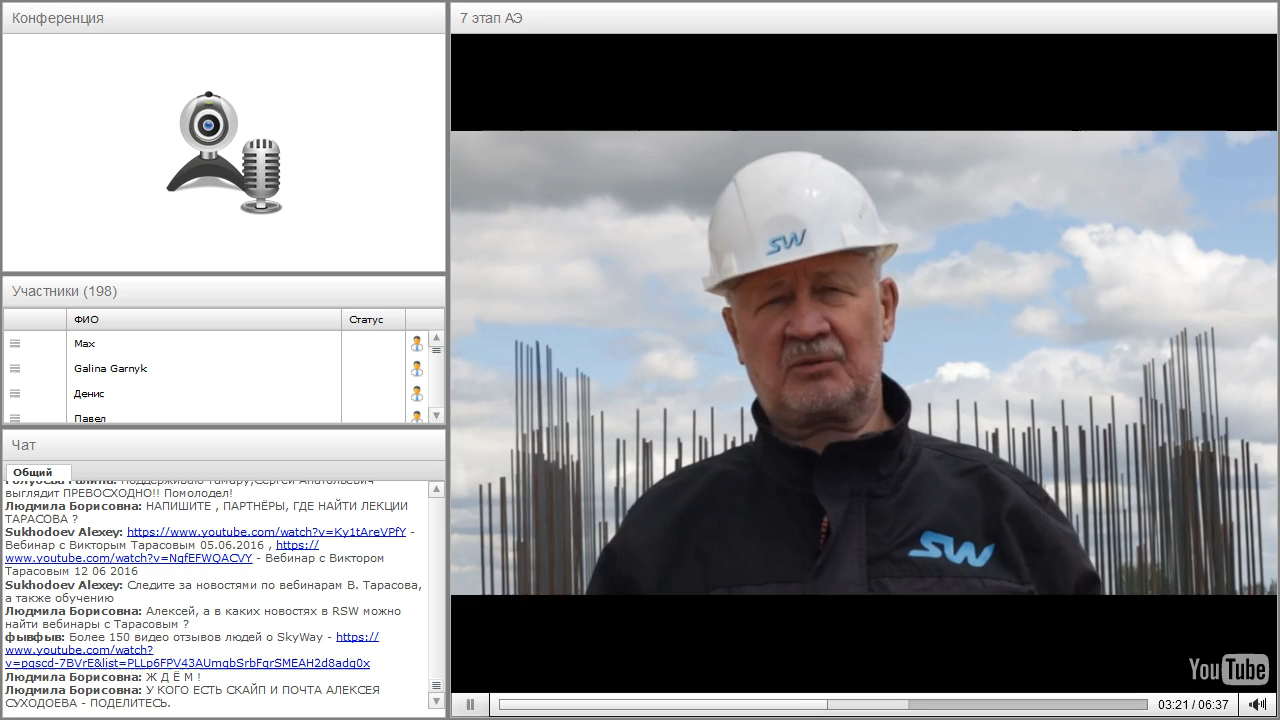 Конференция
7 этап АЭ
SW
SW
Участники (198)
ФИО
Статус
Max
Galina Garnyk
Денис
Павел
Чат
Общий
Голубова Галина: Поддерживаю Тамару,Сергей Анатольевич
выглядит ПРЕВОСХОДНО!! Помолодел!
Людмила Борисовна: НАПИШИТЕ , ПАРТНЁРЫ, ГДЕ НАЙТИ ЛЕКЦИИ
ТАРАСОВА ?
Sukhodoev Alexey: https://www.youtube.com/watch?v=Ky1tAreVPfY -
Вебинар с Викторым Тарасовым 05.06.2016 , https://
www.youtube.com/watch?v=NqfEFWQACVY - Вебинар с Виктором
Тарасовым 12 06 2016
Sukhodoev Alexey: Следите за новостями по вебинарам В. Тарасова,
а также обучению
Людмила Борисовна: Алексей, а в каких новостях в RSW можно
найти вебинары с Тарасовым ?
фывфыв: Более 150 видео отзывов людей о SkyWay - https://
www.youtube.com/watch?
v=pqscd-7BVrE&list=PLLp6FPV43AUmqbSrbFqrSMEAH2d8adq0x
Людмила Борисовна: Ж Д Ё М !
Людмила Борисовна: У КОГО ЕСТЬ СКАЙП И ПОЧТА АЛЕКСЕЯ
СУХОДОЕВА - ПОДЕЛИТЕСЬ.
YouTube
03:21 / 06:37